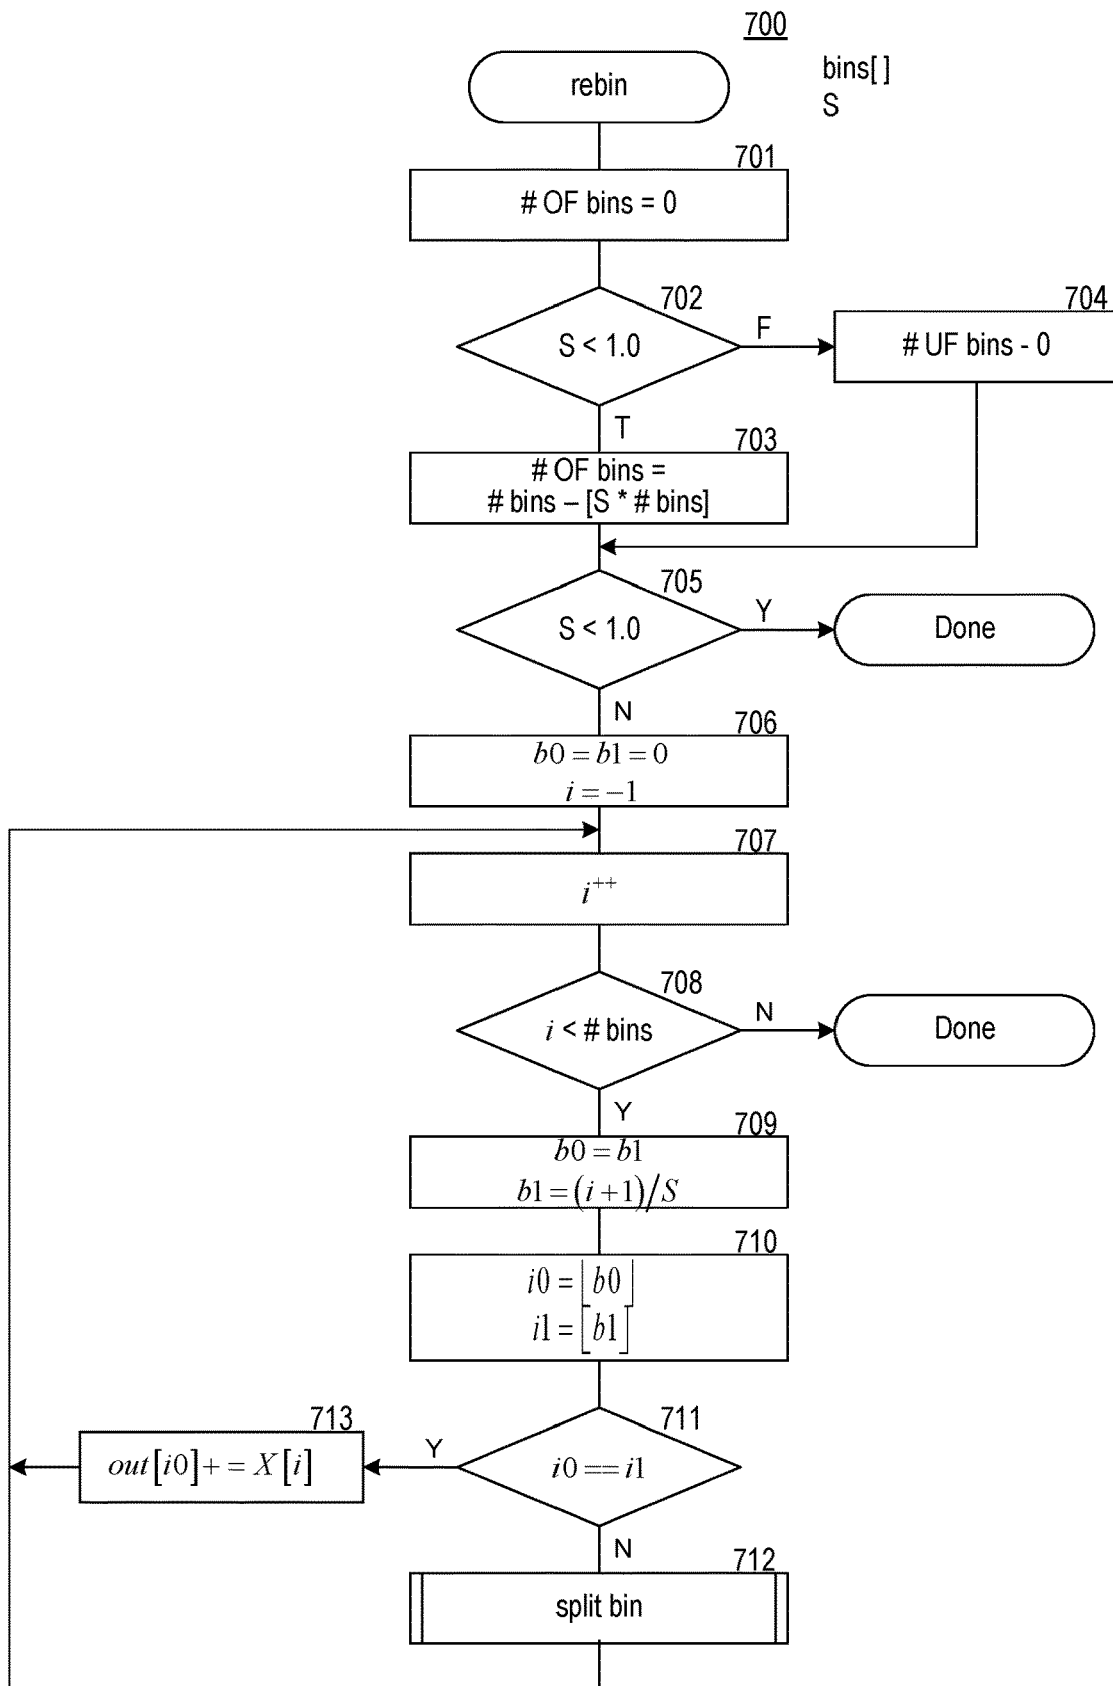 700
bins[ ]
S
rebin
701
# OF bins = 0
702
S < 1.0
F
704
# UF bins - 0
T
703
# OF bins =
# bins – [S * # bins]
705
S < 1.0
Y
Done
N
706
b0 = b1 = 0
i = −1
707
i⁺⁺
708
i < # bins
N
Done
Y
709
b0 = b1
b1 = (i + 1)/S
710
i0 = ⌊b0⌋
i1 = ⌊b1⌋
711
i0 == i1
Y
713
out[i0] + = X[i]
N
712
split bin